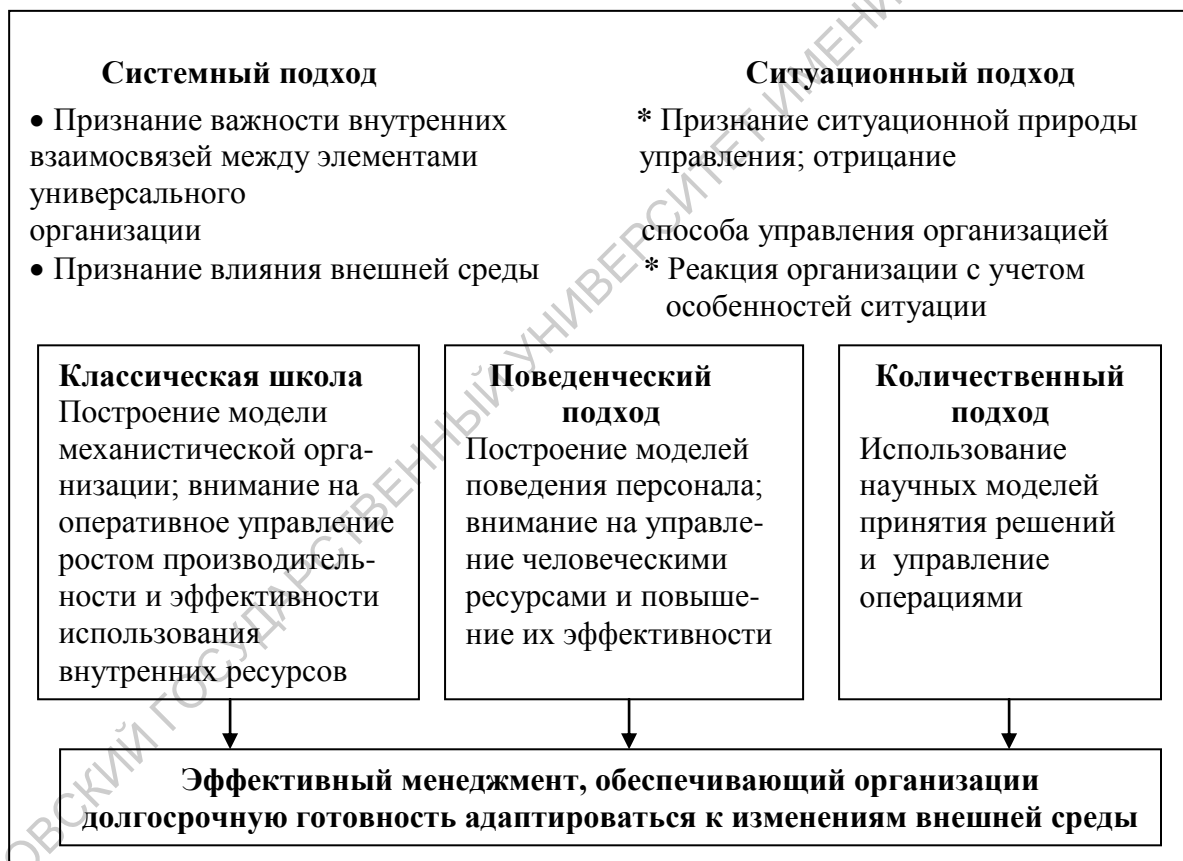 Системный подход
• Признание важности внутренних
взаимосвязей между элементами
универсального
организации
• Признание влияния внешней среды
Ситуационный подход
* Признание ситуационной природы
управления; отрицание
способа управления организацией
* Реакция организации с учетом
особенностей ситуации
Классическая школа
Построение модели
механистической орга-
низации; внимание на
оперативное управление
ростом производитель-
ности и эффективности
использования
внутренних ресурсов
Поведенческий
подход
Построение моделей
поведения персонала;
внимание на управле-
ние человеческими
ресурсами и повыше-
ние их эффективности
Количественный
подход
Использование
научных моделей
принятия решений
и управление
операциями
Эффективный менеджмент, обеспечивающий организации
долгосрочную готовность адаптироваться к изменениям внешней среды
ОВСКИЙ ГОСУДАРСТВЕННЫЙ УНИВЕРСИТЕТ ИМЕНИ